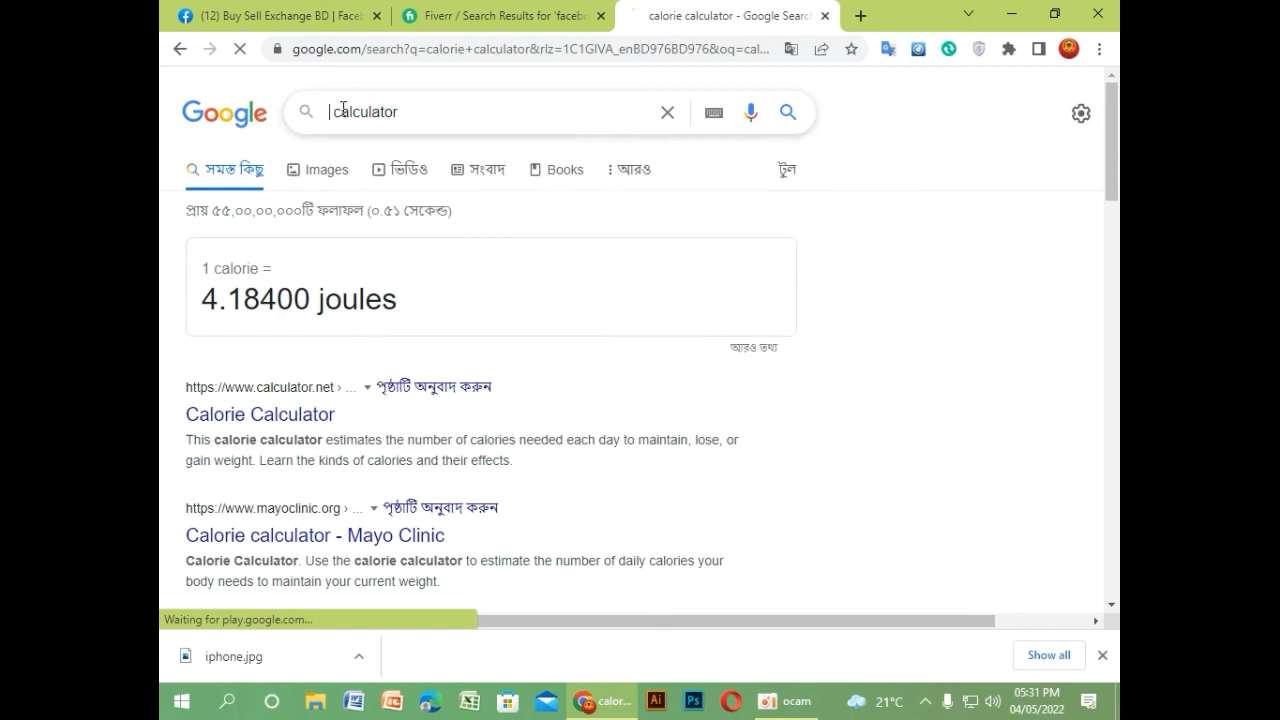 (12) Buy Sell Exchange BD | Faceb
Fiverr / Search Results for 'facebo
calorie calculator - Google Search
google.com/search?q=calorie+calculator&rlz=1C1GIVA_enBD976BD976&oq=cal...
Google
calculator
সমস্ত কিছু
Images
ভিডিও
সংবাদ
Books
আরও
টুল
প্রায় ৫৫,০০,০০,০০০টি ফলাফল (০.৫১ সেকেন্ড)
1 calorie =
4.18400 joules
আরও তথ্য
https://www.calculator.net › ... পৃষ্ঠাটি অনুবাদ করুন
Calorie Calculator
This calorie calculator estimates the number of calories needed each day to maintain, lose, or
gain weight. Learn the kinds of calories and their effects.
https://www.mayoclinic.org › ... পৃষ্ঠাটি অনুবাদ করুন
Calorie calculator - Mayo Clinic
Calorie Calculator. Use the calorie calculator to estimate the number of daily calories your
body needs to maintain your current weight.
Waiting for play.google.com...
iphone.jpg
Show all
calor...
Ai
Ps
ocam
21°C
05:31 PM
04/05/2022